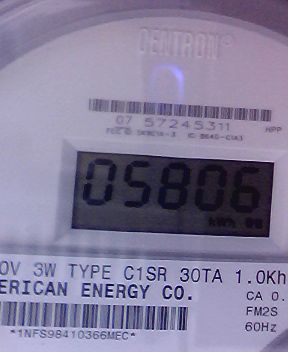 CENTRON®
07 57245311
HPP
05806
kWh
0V 3W TYPE C1SR 30TA 1.0Kh
ERICAN ENERGY CO.
CA 0.
FM2S
60Hz
*1NFS98410366MEC*